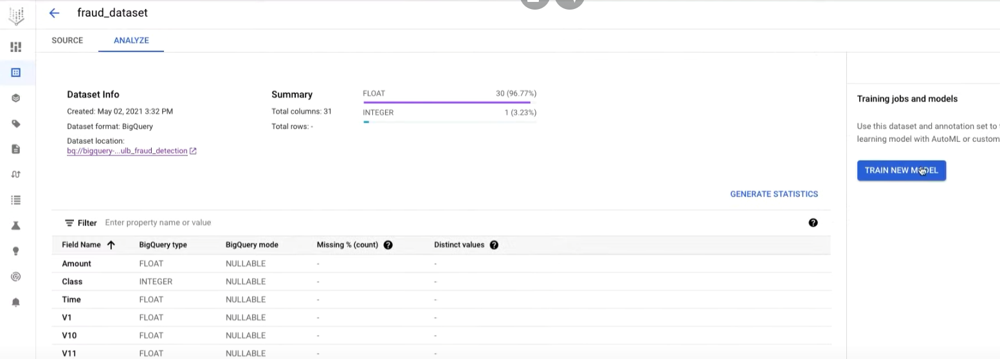 fraud_dataset
SOURCE ANALYZE
Dataset Info
Created: May 02, 2021 3:32 PM
Dataset format: BigQuery
Dataset location:
bq://bigquery-...ulb_fraud_detection
Summary
Total columns: 31
Total rows: -
FLOAT 30 (96.77%)
INTEGER 1 (3.23%)
Training jobs and models
Use this dataset and annotation set to
learning model with AutoML or custom
TRAIN NEW MODEL
GENERATE STATISTICS
Filter Enter property name or value
Field Name BigQuery type BigQuery mode Missing % (count) Distinct values
Amount FLOAT NULLABLE - -
Class INTEGER NULLABLE - -
Time FLOAT NULLABLE - -
V1 FLOAT NULLABLE - -
V10 FLOAT NULLABLE - -
V11 FLOAT NULLABLE - -